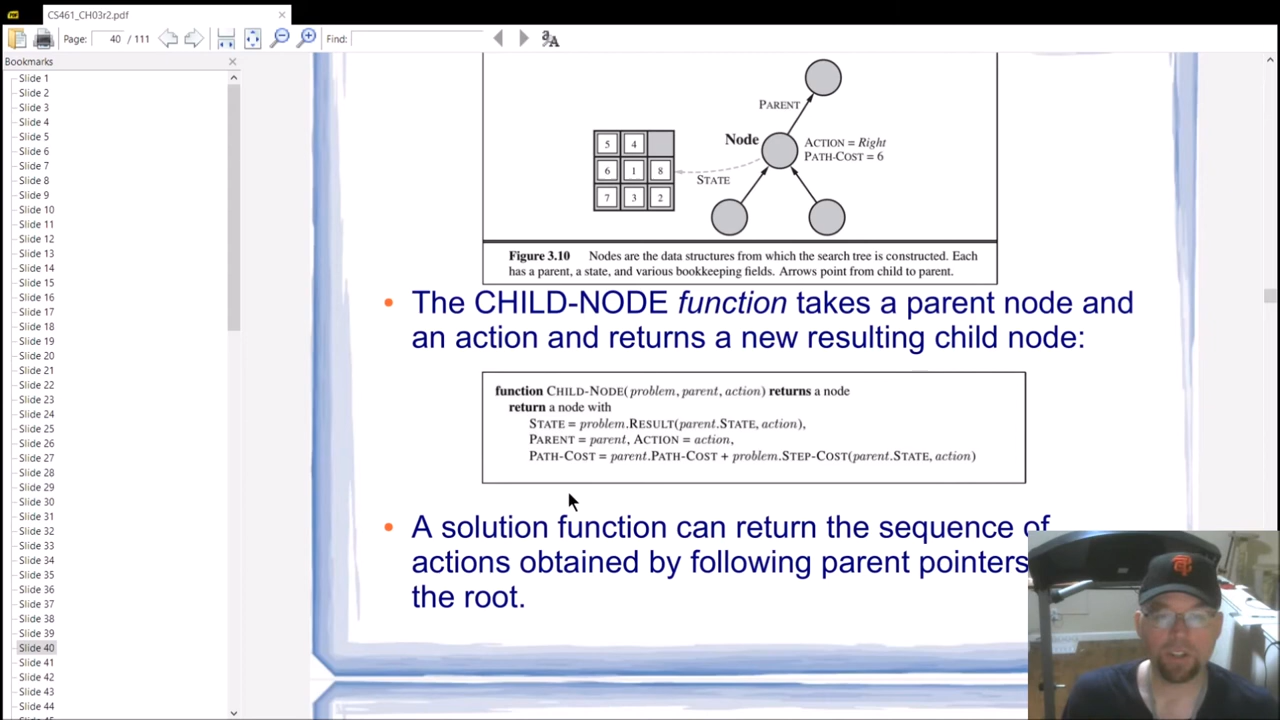 CS461_CH03r2.pdf
Page: 40 / 111
Find:
Bookmarks
Slide 1
Slide 2
Slide 3
Slide 4
Slide 5
Slide 6
Slide 7
Slide 8
Slide 9
Slide 10
Slide 11
Slide 12
Slide 13
Slide 14
Slide 15
Slide 16
Slide 17
Slide 18
Slide 19
Slide 20
Slide 21
Slide 22
Slide 23
Slide 24
Slide 25
Slide 26
Slide 27
Slide 28
Slide 29
Slide 30
Slide 31
Slide 32
Slide 33
Slide 34
Slide 35
Slide 36
Slide 37
Slide 38
Slide 39
Slide 40
Slide 41
Slide 42
Slide 43
Slide 44
PARENT
Node
ACTION = Right
PATH-COST = 6
STATE
5 4
6 1 8
7 3 2
Figure 3.10 Nodes are the data structures from which the search tree is constructed. Each
has a parent, a state, and various bookkeeping fields. Arrows point from child to parent.
• The CHILD-NODE function takes a parent node and
an action and returns a new resulting child node:
function CHILD-NODE(problem, parent, action) returns a node
return a node with
STATE = problem.RESULT(parent.STATE, action),
PARENT = parent, ACTION = action,
PATH-COST = parent.PATH-COST + problem.STEP-COST(parent.STATE, action)
• A solution function can return the sequence of
actions obtained by following parent pointers
the root.